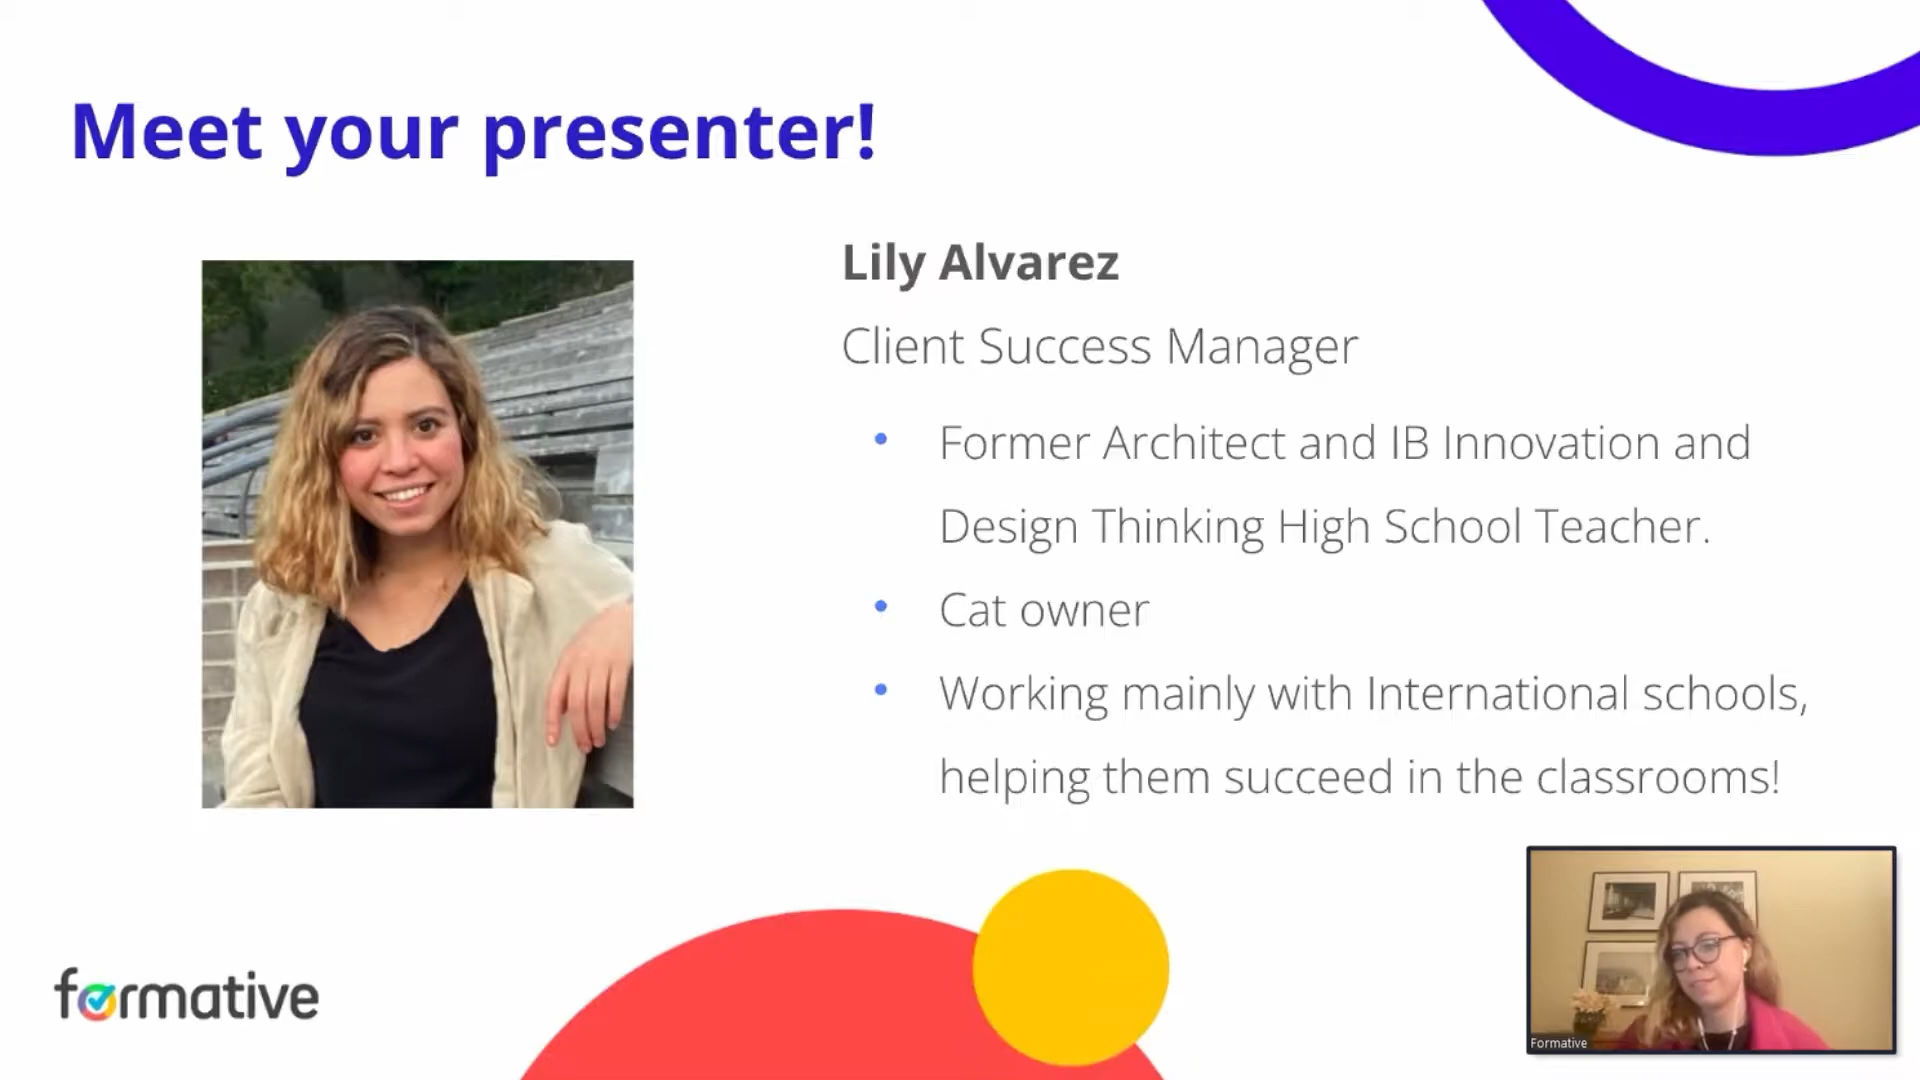 Meet your presenter!
Lily Alvarez
Client Success Manager
• Former Architect and IB Innovation and
Design Thinking High School Teacher.
• Cat owner
• Working mainly with International schools,
helping them succeed in the classrooms!
formative
Formative